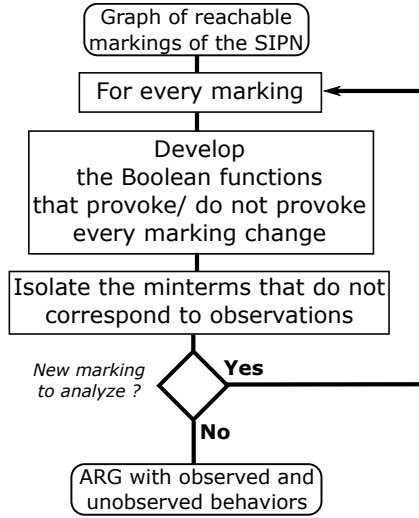 Graph of reachable
markings of the SIPN
For every marking
Develop
the Boolean functions
that provoke/ do not provoke
every marking change
Isolate the minterms that do not
correspond to observations
New marking
to analyze ?
Yes
No
ARG with observed and
unobserved behaviors